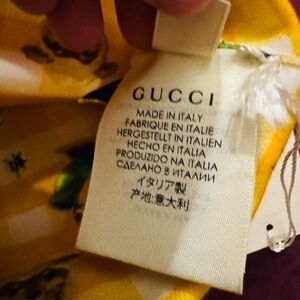 GUCCI
MADE IN ITALY
FABRIQUE EN ITALIE
HERGESTELLT IN ITALIEN
HECHO EN ITALIA
PRODUZIDO NA ITALIA
СДЕЛАНО В ИТАЛИИ
イタリア製
产地:意大利